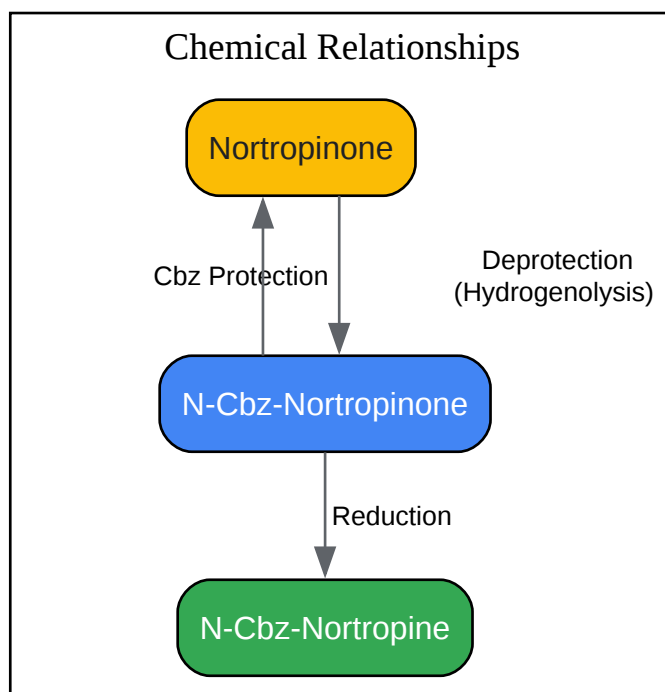 Chemical Relationships
Nortropinone
Cbz Protection
Deprotection
(Hydrogenolysis)
N-Cbz-Nortropinone
Reduction
N-Cbz-Nortropine